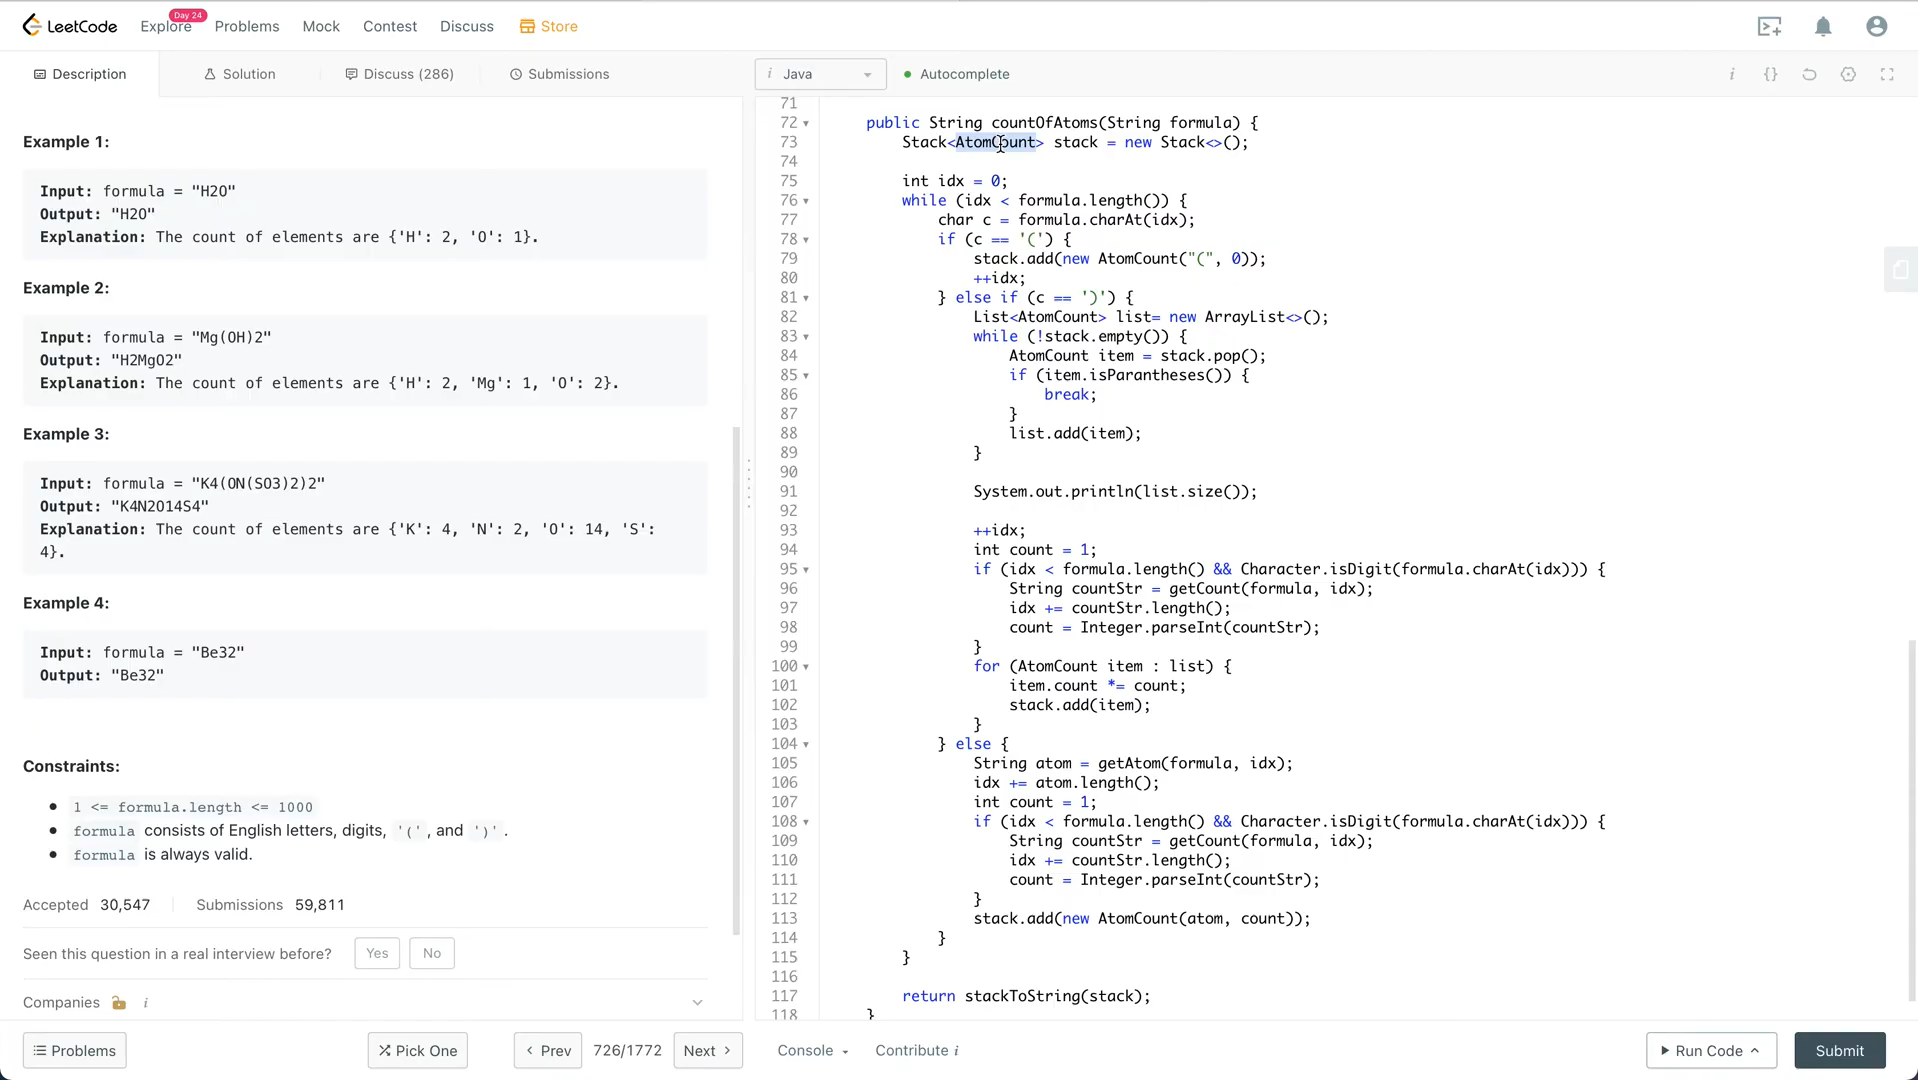 LeetCode
Explore
Day 24
Problems
Mock
Contest
Discuss
Store
Description
Solution
Discuss (286)
Submissions
i Java
Autocomplete
i
{}
Example 1:
Input: formula = "H2O"
Output: "H2O"
Explanation: The count of elements are {'H': 2, 'O': 1}.
Example 2:
Input: formula = "Mg(OH)2"
Output: "H2MgO2"
Explanation: The count of elements are {'H': 2, 'Mg': 1, 'O': 2}.
Example 3:
Input: formula = "K4(ON(SO3)2)2"
Output: "K4N2O14S4"
Explanation: The count of elements are {'K': 4, 'N': 2, 'O': 14, 'S':
4}.
Example 4:
Input: formula = "Be32"
Output: "Be32"
Constraints:
1 <= formula.length <= 1000
formula consists of English letters, digits, '(', and ')'.
formula is always valid.
Accepted 30,547
Submissions 59,811
Seen this question in a real interview before?
Yes
No
Companies i
71
72 public String countOfAtoms(String formula) {
73 Stack<AtomCount> stack = new Stack<>();
74
75 int idx = 0;
76 while (idx < formula.length()) {
77 char c = formula.charAt(idx);
78 if (c == '(') {
79 stack.add(new AtomCount("(", 0));
80 ++idx;
81 } else if (c == ')') {
82 List<AtomCount> list= new ArrayList<>();
83 while (!stack.empty()) {
84 AtomCount item = stack.pop();
85 if (item.isParantheses()) {
86 break;
87 }
88 list.add(item);
89 }
90
91 System.out.println(list.size());
92
93 ++idx;
94 int count = 1;
95 if (idx < formula.length() && Character.isDigit(formula.charAt(idx))) {
96 String countStr = getCount(formula, idx);
97 idx += countStr.length();
98 count = Integer.parseInt(countStr);
99 }
100 for (AtomCount item : list) {
101 item.count *= count;
102 stack.add(item);
103 }
104 } else {
105 String atom = getAtom(formula, idx);
106 idx += atom.length();
107 int count = 1;
108 if (idx < formula.length() && Character.isDigit(formula.charAt(idx))) {
109 String countStr = getCount(formula, idx);
110 idx += countStr.length();
111 count = Integer.parseInt(countStr);
112 }
113 stack.add(new AtomCount(atom, count));
114 }
115 }
116
117 return stackToString(stack);
118 }
Problems
Pick One
Prev
726/1772
Next
Console
Contribute i
Run Code
Submit